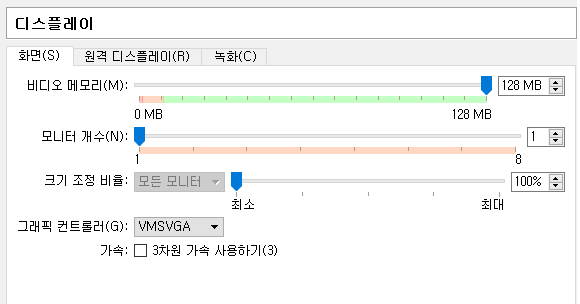 디스플레이
화면(S) 원격 디스플레이(R) 녹화(C)
비디오 메모리(M): 128 MB
0 MB 128 MB
모니터 개수(N): 1
1 8
크기 조정 비율: 모든 모니터 100%
최소 최대
그래픽 컨트롤러(G): VMSVGA
가속: 3차원 가속 사용하기(3)